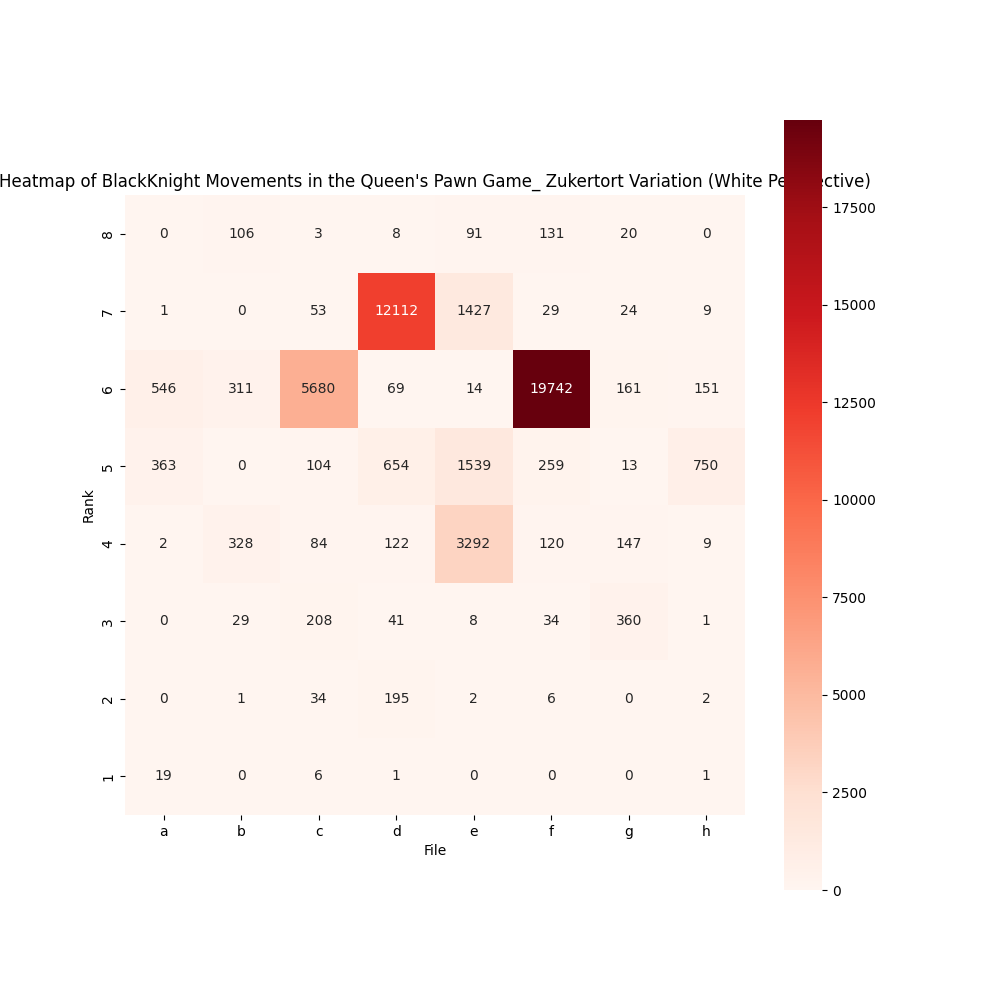 Heatmap of BlackKnight Movements in the Queen's Pawn Game_ Zukertort Variation (White Perspective)
17500
8 0 106 3 8 91 131 20 0
15000
7 1 0 53 12112 1427 29 24 9
12500
6 546 311 5680 69 14 19742 161 151
10000
5 363 0 104 654 1539 259 13 750
Rank
4 2 328 84 122 3292 120 147 9
7500
3 0 29 208 41 8 34 360 1
5000
2 0 1 34 195 2 6 0 2
2500
1 19 0 6 1 0 0 0 1
a b c d e f g h
File
0